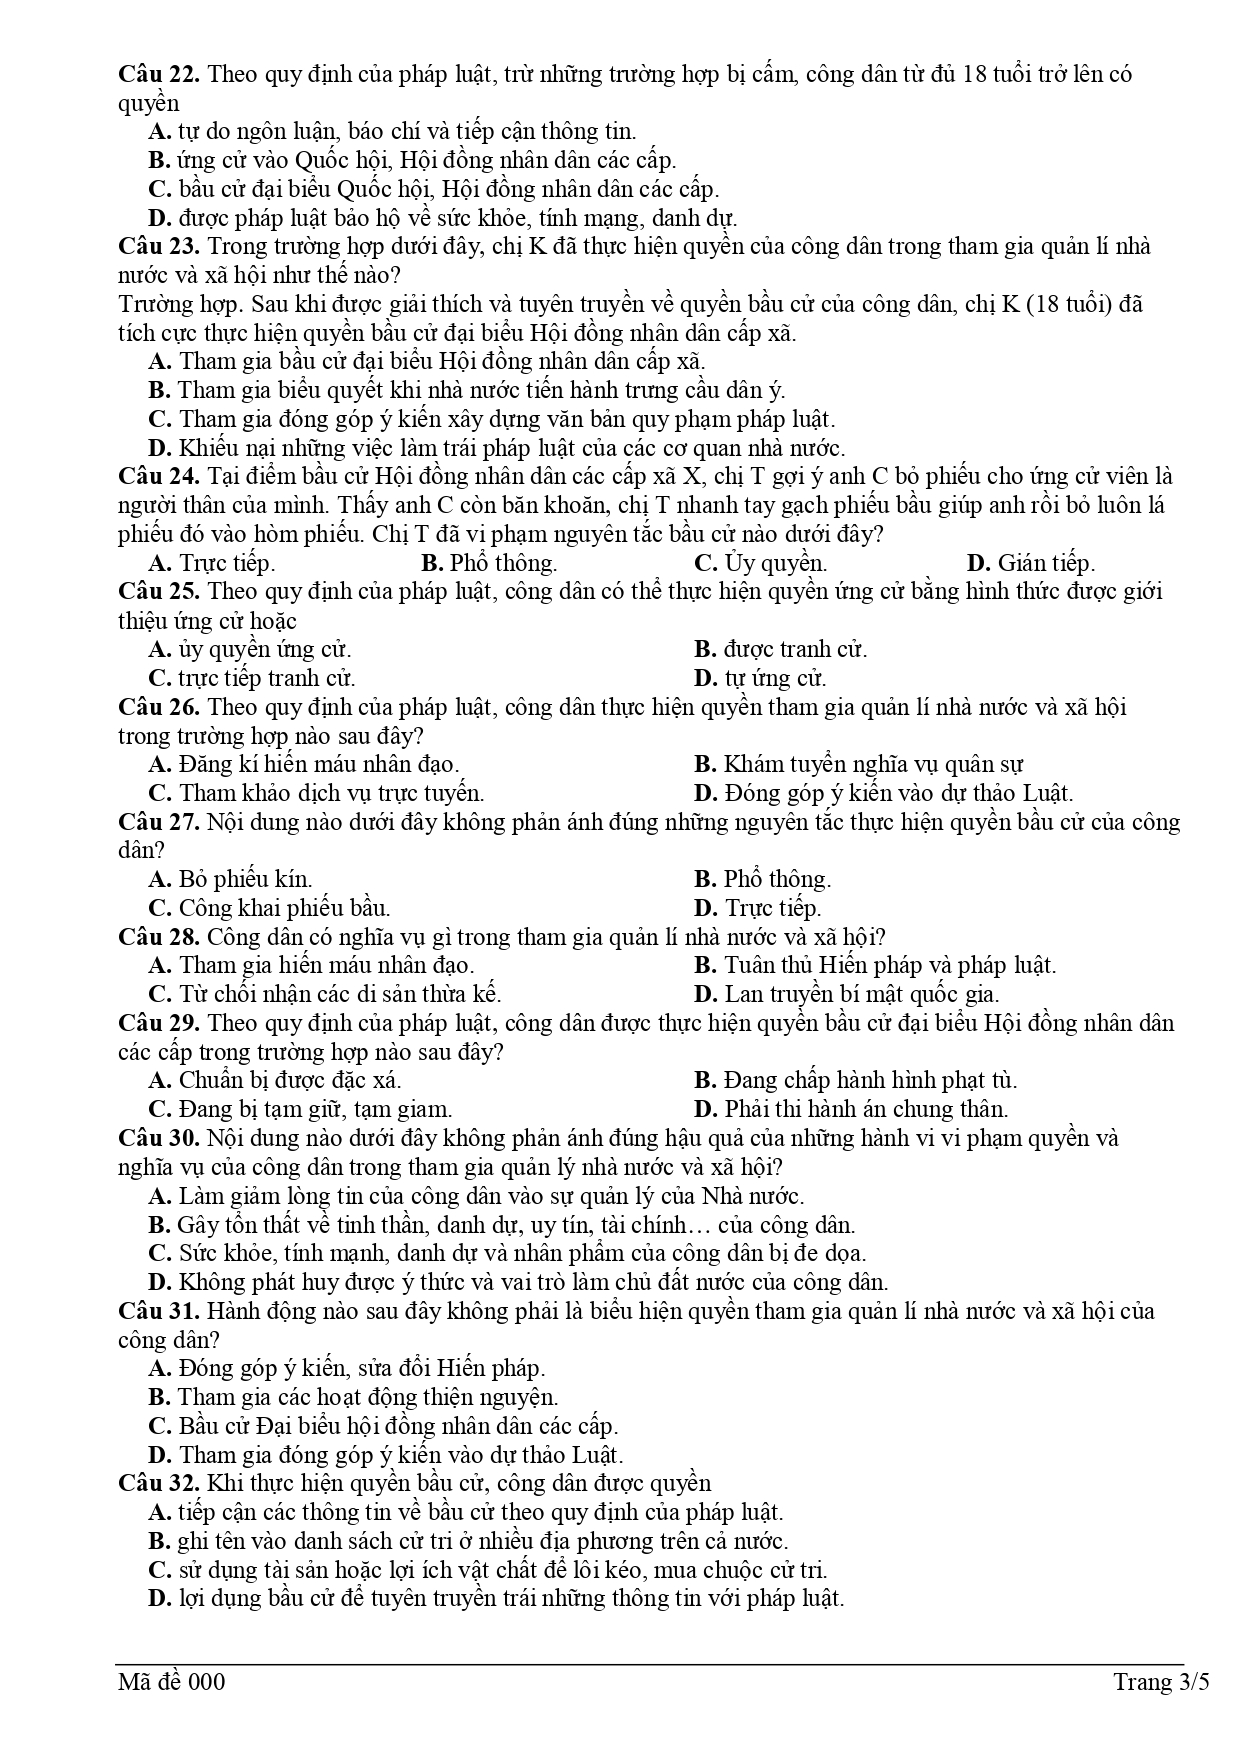 Câu 22. Theo quy định của pháp luật, trừ những trường hợp bị cấm, công dân từ đủ 18 tuổi trở lên có
quyền
A. tự do ngôn luận, báo chí và tiếp cận thông tin.
B. ứng cử vào Quốc hội, Hội đồng nhân dân các cấp.
C. bầu cử đại biểu Quốc hội, Hội đồng nhân dân các cấp.
D. được pháp luật bảo hộ về sức khỏe, tính mạng, danh dự.
Câu 23. Trong trường hợp dưới đây, chị K đã thực hiện quyền của công dân trong tham gia quản lí nhà
nước và xã hội như thế nào?
Trường hợp. Sau khi được giải thích và tuyên truyền về quyền bầu cử của công dân, chị K (18 tuổi) đã
tích cực thực hiện quyền bầu cử đại biểu Hội đồng nhân dân cấp xã.
A. Tham gia bầu cử đại biểu Hội đồng nhân dân cấp xã.
B. Tham gia biểu quyết khi nhà nước tiến hành trưng cầu dân ý.
C. Tham gia đóng góp ý kiến xây dựng văn bản quy phạm pháp luật.
D. Khiếu nại những việc làm trái pháp luật của các cơ quan nhà nước.
Câu 24. Tại điểm bầu cử Hội đồng nhân dân các cấp xã X, chị T gợi ý anh C bỏ phiếu cho ứng cử viên là
người thân của mình. Thấy anh C còn băn khoăn, chị T nhanh tay gạch phiếu bầu giúp anh rồi bỏ luôn lá
phiếu đó vào hòm phiếu. Chị T đã vi phạm nguyên tắc bầu cử nào dưới đây?
A. Trực tiếp. B. Phổ thông. C. Ủy quyền. D. Gián tiếp.
Câu 25. Theo quy định của pháp luật, công dân có thể thực hiện quyền ứng cử bằng hình thức được giới
thiệu ứng cử hoặc
A. ủy quyền ứng cử. B. được tranh cử.
C. trực tiếp tranh cử. D. tự ứng cử.
Câu 26. Theo quy định của pháp luật, công dân thực hiện quyền tham gia quản lí nhà nước và xã hội
trong trường hợp nào sau đây?
A. Đăng kí hiến máu nhân đạo. B. Khám tuyển nghĩa vụ quân sự
C. Tham khảo dịch vụ trực tuyến. D. Đóng góp ý kiến vào dự thảo Luật.
Câu 27. Nội dung nào dưới đây không phản ánh đúng những nguyên tắc thực hiện quyền bầu cử của công
dân?
A. Bỏ phiếu kín. B. Phổ thông.
C. Công khai phiếu bầu. D. Trực tiếp.
Câu 28. Công dân có nghĩa vụ gì trong tham gia quản lí nhà nước và xã hội?
A. Tham gia hiến máu nhân đạo. B. Tuân thủ Hiến pháp và pháp luật.
C. Từ chối nhận các di sản thừa kế. D. Lan truyền bí mật quốc gia.
Câu 29. Theo quy định của pháp luật, công dân được thực hiện quyền bầu cử đại biểu Hội đồng nhân dân
các cấp trong trường hợp nào sau đây?
A. Chuẩn bị được đặc xá. B. Đang chấp hành hình phạt tù.
C. Đang bị tạm giữ, tạm giam. D. Phải thi hành án chung thân.
Câu 30. Nội dung nào dưới đây không phản ánh đúng hậu quả của những hành vi vi phạm quyền và
nghĩa vụ của công dân trong tham gia quản lý nhà nước và xã hội?
A. Làm giảm lòng tin của công dân vào sự quản lý của Nhà nước.
B. Gây tổn thất về tinh thần, danh dự, uy tín, tài chính… của công dân.
C. Sức khỏe, tính mạnh, danh dự và nhân phẩm của công dân bị đe dọa.
D. Không phát huy được ý thức và vai trò làm chủ đất nước của công dân.
Câu 31. Hành động nào sau đây không phải là biểu hiện quyền tham gia quản lí nhà nước và xã hội của
công dân?
A. Đóng góp ý kiến, sửa đổi Hiến pháp.
B. Tham gia các hoạt động thiện nguyện.
C. Bầu cử Đại biểu hội đồng nhân dân các cấp.
D. Tham gia đóng góp ý kiến vào dự thảo Luật.
Câu 32. Khi thực hiện quyền bầu cử, công dân được quyền
A. tiếp cận các thông tin về bầu cử theo quy định của pháp luật.
B. ghi tên vào danh sách cử tri ở nhiều địa phương trên cả nước.
C. sử dụng tài sản hoặc lợi ích vật chất để lôi kéo, mua chuộc cử tri.
D. lợi dụng bầu cử để tuyên truyền trái những thông tin với pháp luật.
Mã đề 000 Trang 3/5